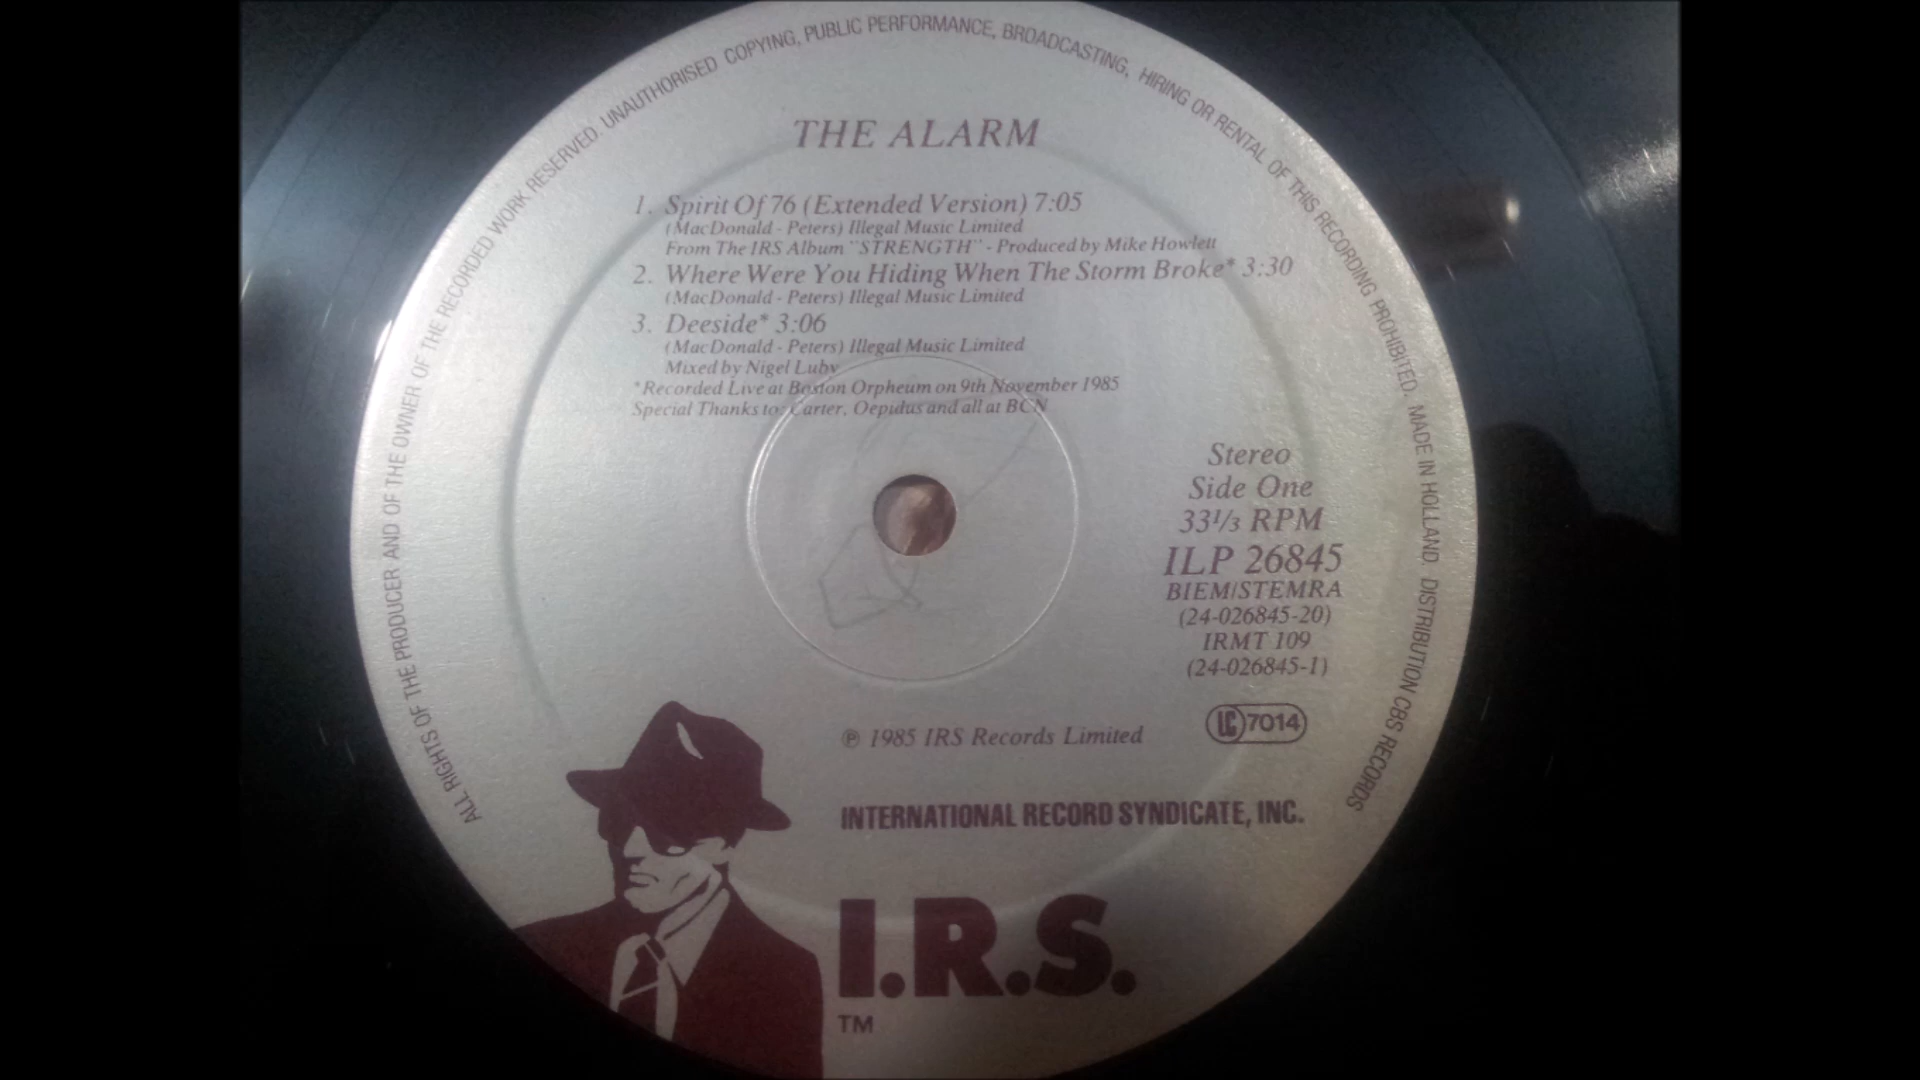 ALL RIGHTS OF THE PRODUCER AND OF THE OWNER OF THE RECORDED WORK RESERVED. UNAUTHORISED COPYING, PUBLIC PERFORMANCE, BROADCASTING, HIRING OR RENTAL OF THIS RECORDING PROHIBITED. MADE IN HOLLAND. DISTRIBUTION CBS RECORDS
THE ALARM
1. Spirit Of 76 (Extended Version) 7:05
(MacDonald - Peters) Illegal Music Limited
From The IRS Album "STRENGTH" - Produced by Mike Howlett
2. Where Were You Hiding When The Storm Broke* 3:30
(MacDonald - Peters) Illegal Music Limited
3. Deeside* 3:06
(MacDonald - Peters) Illegal Music Limited
Mixed by Nigel Luby
*Recorded Live at Boston Orpheum on 9th November 1985
Special Thanks to: Carter, Oepidus and all at BCN
Stereo
Side One
33⅓ RPM
ILP 26845
BIEM/STEMRA
(24-026845-20)
IRMT 109
(24-026845-1)
LC 7014
℗ 1985 IRS Records Limited
INTERNATIONAL RECORD SYNDICATE, INC.
I.R.S.
TM